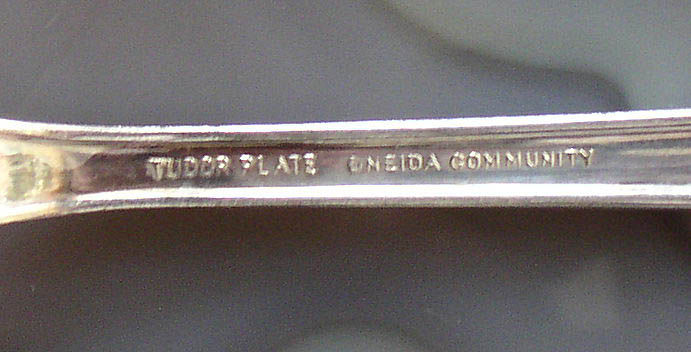 TUDOR PLATE ONEIDA COMMUNITY